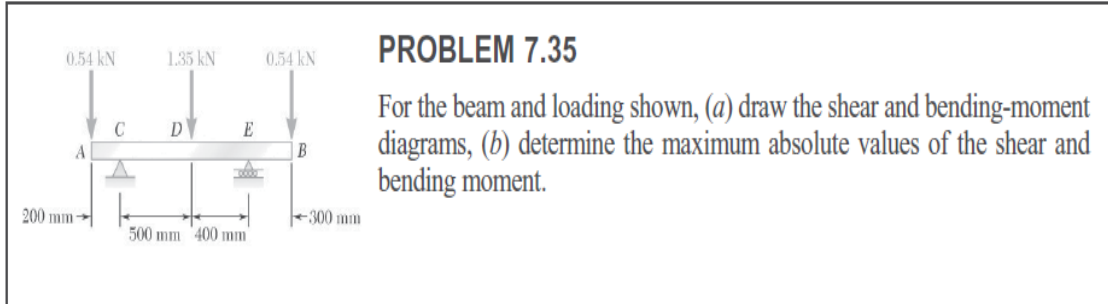 0.54 kN 1.35 kN 0.54 kN
PROBLEM 7.35
For the beam and loading shown, (a) draw the shear and bending-moment
diagrams, (b) determine the maximum absolute values of the shear and
bending moment.
C D E
A B
200 mm 300 mm
500 mm 400 mm